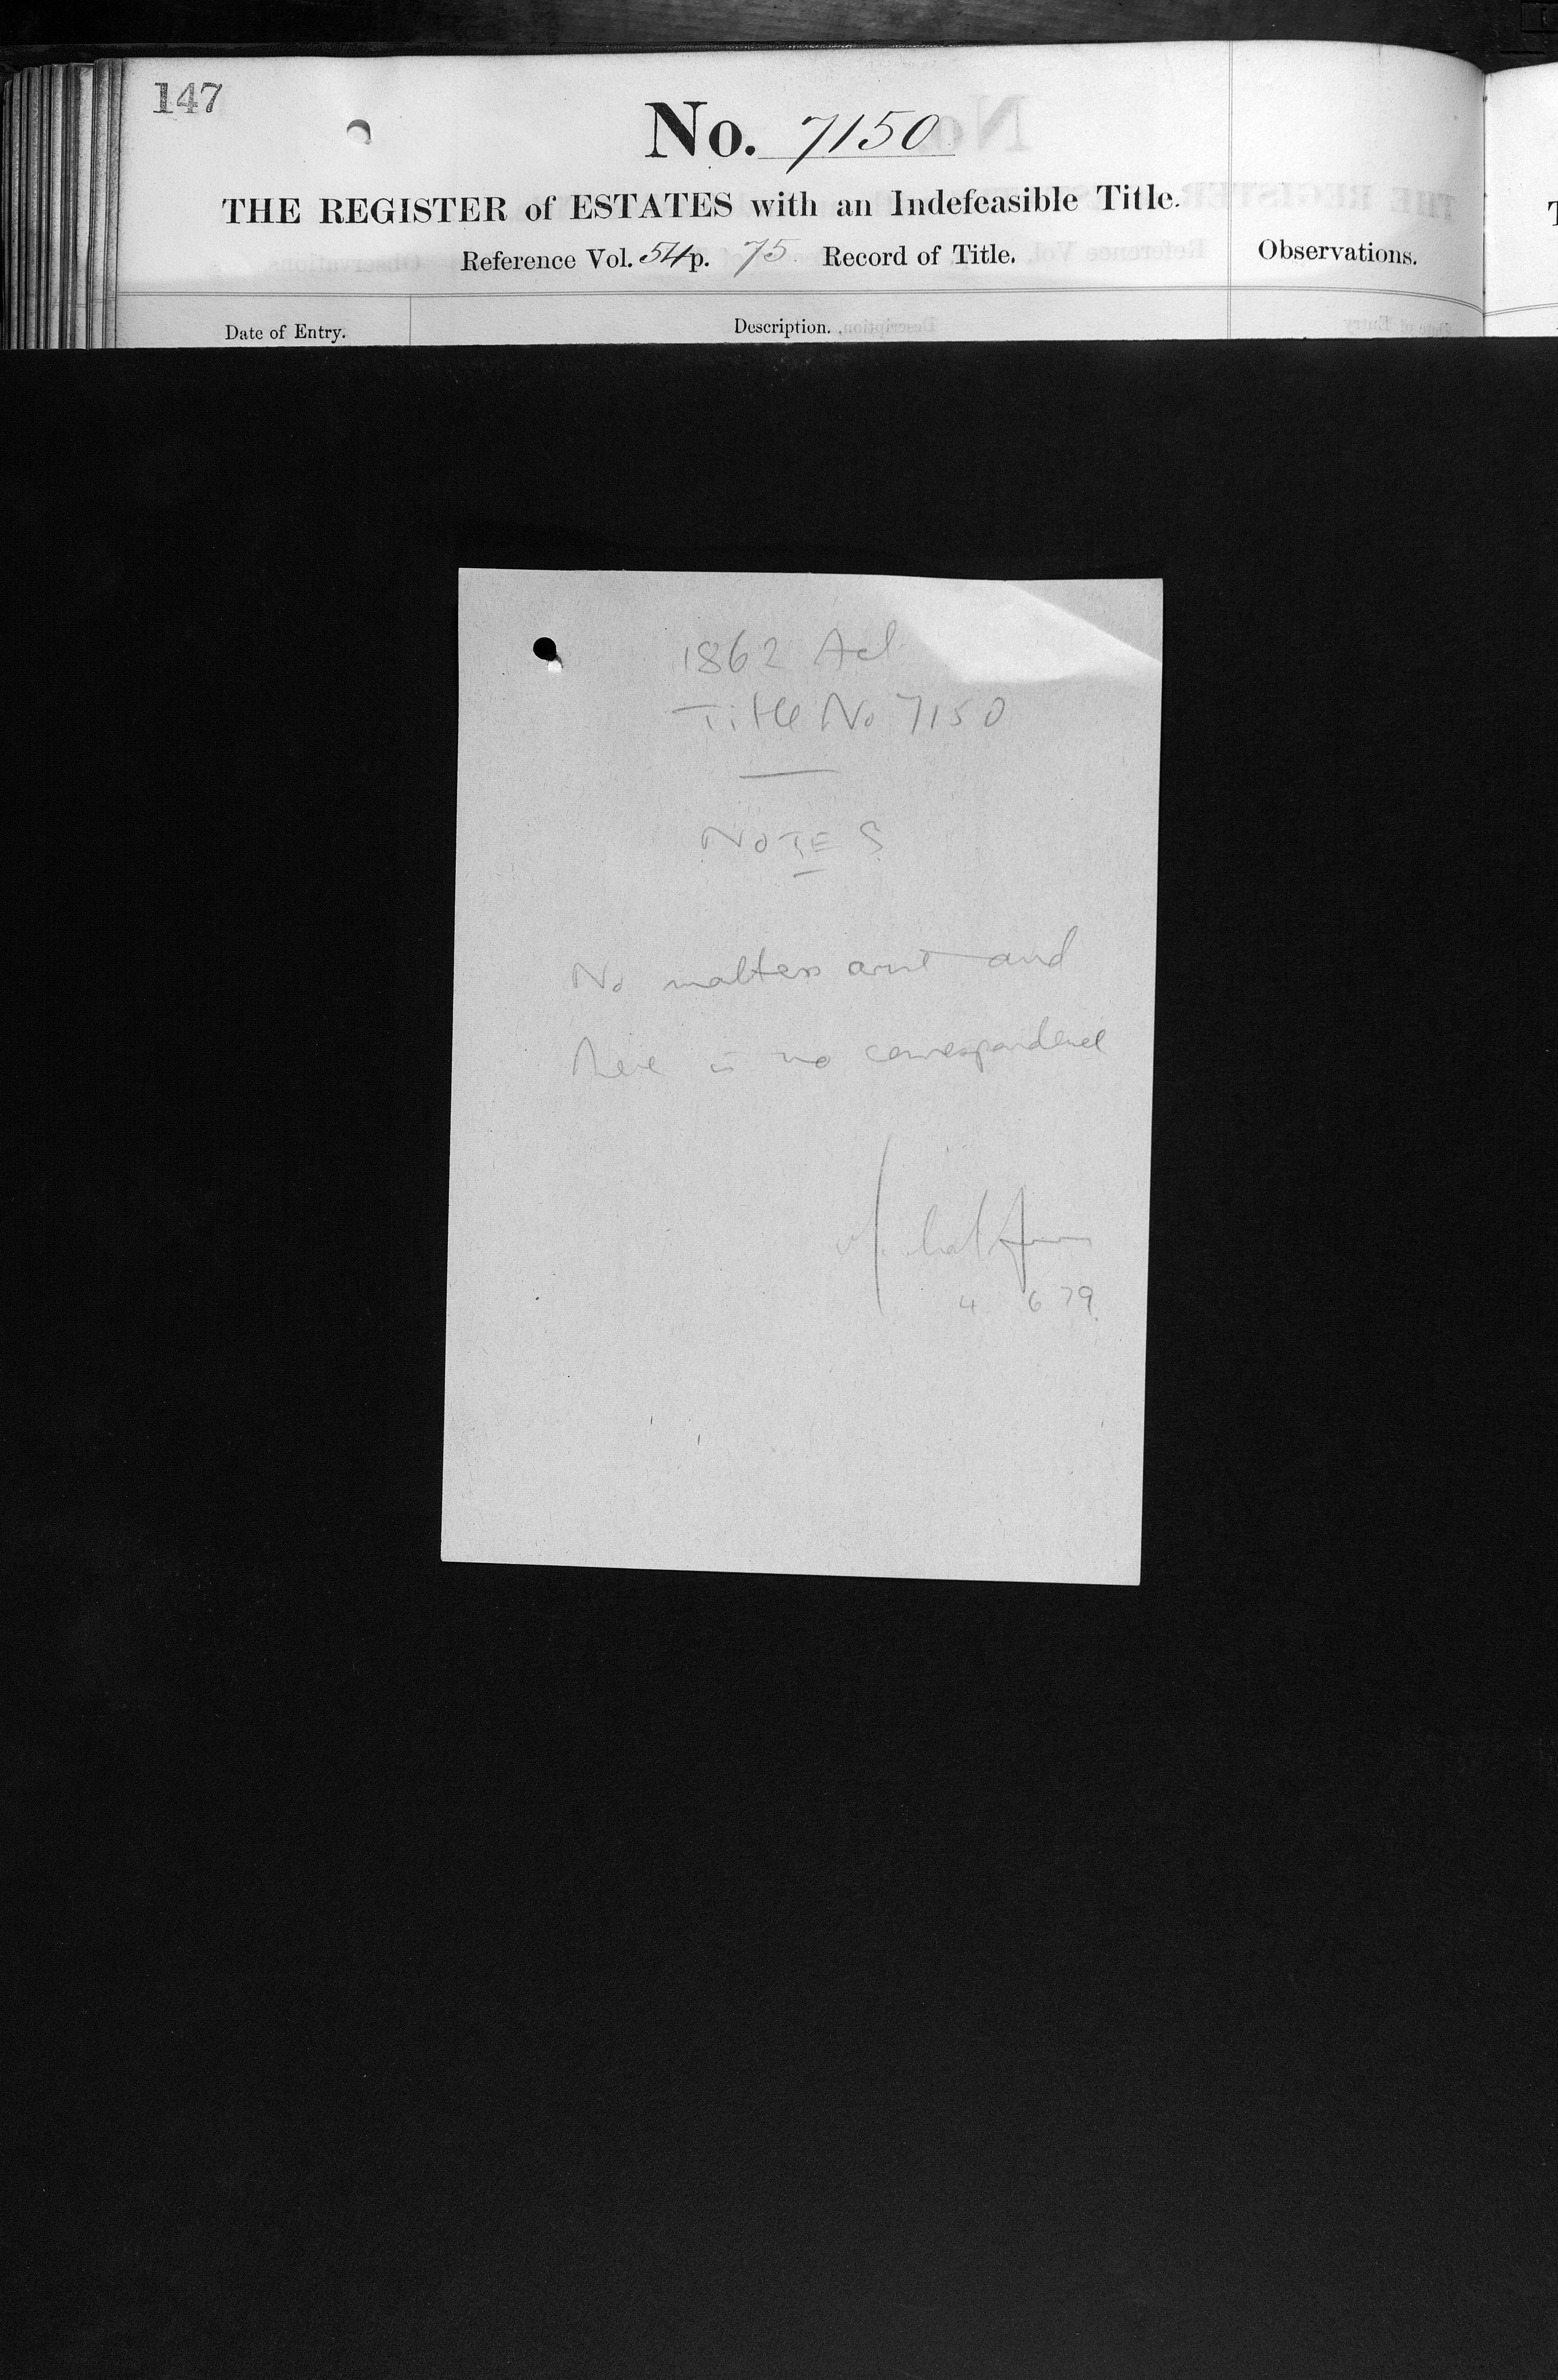 147
No. 7150
THE REGISTER of ESTATES with an Indefeasible Title.
Reference Vol. 54 p. 75 Record of Title.
Observations.
Date of Entry.
Description.
1862 Act
Title No 7150
NOTES
No matters and
there is no correspondence
4 6 79.